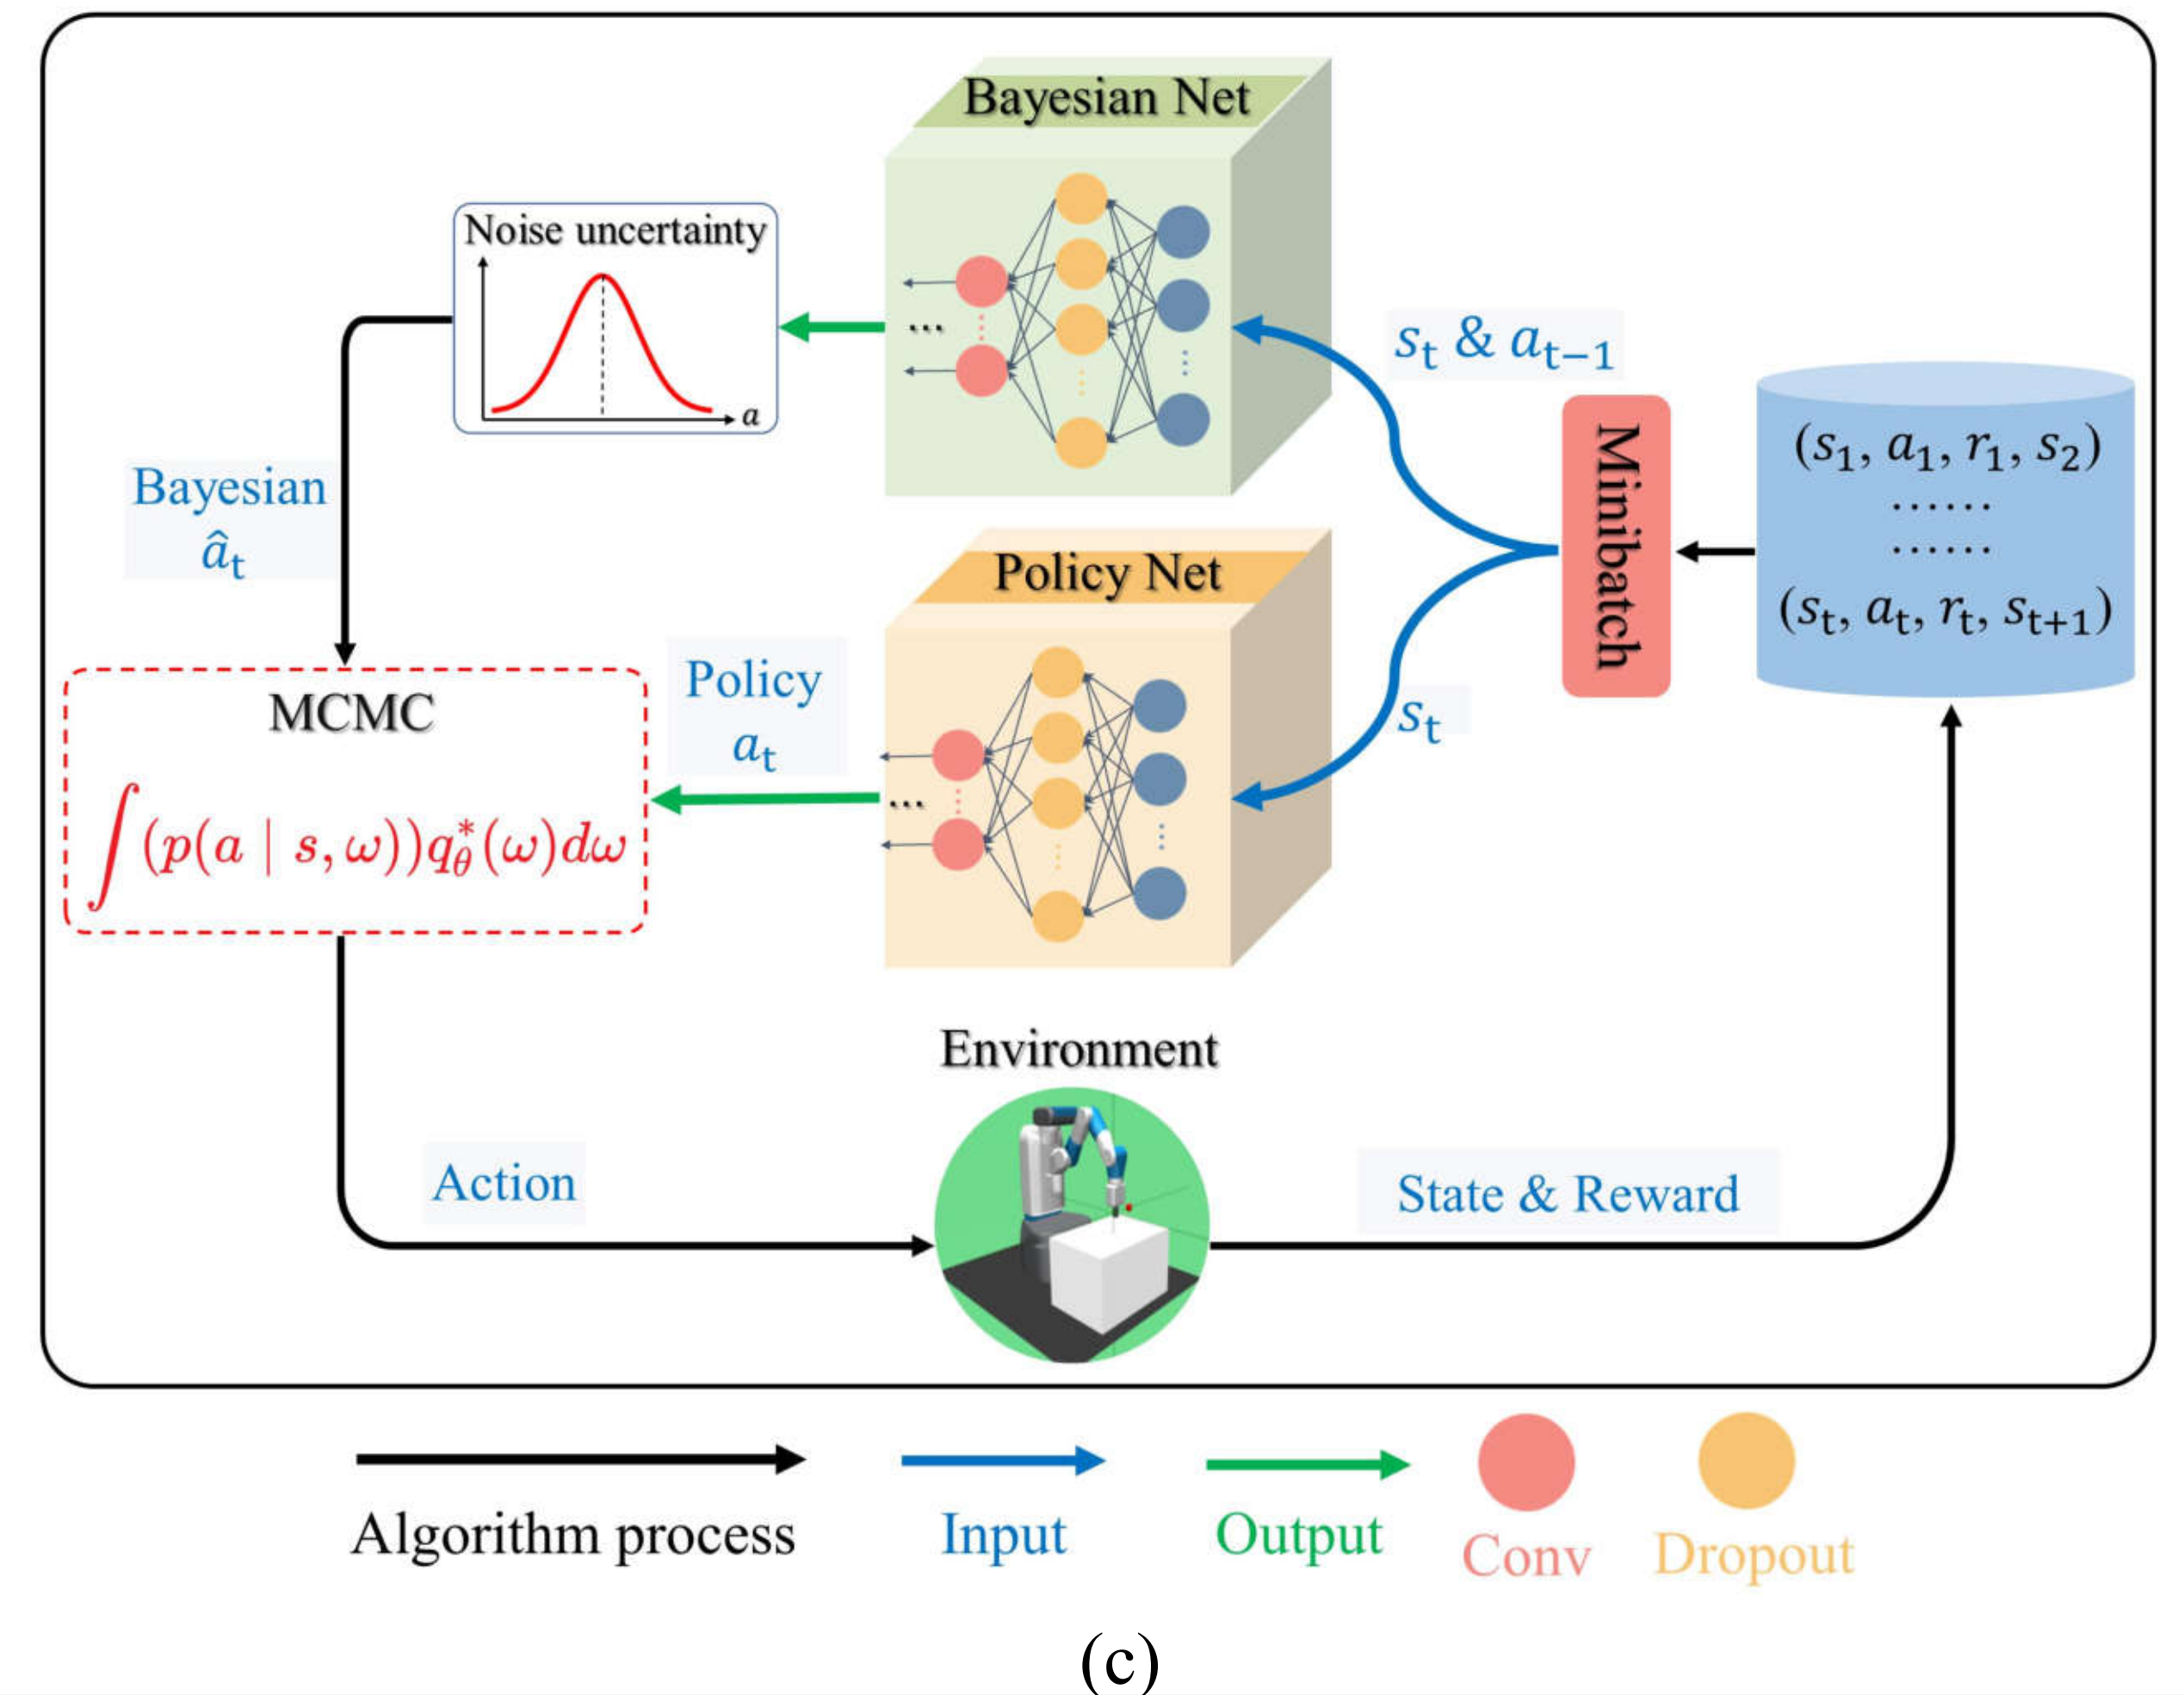 Bayesian Net
Noise uncertainty
a
...
s_t & a_{t−1}
Minibatch
(s_1, a_1, r_1, s_2)
······
······
(s_t, a_t, r_t, s_{t+1})
Bayesian
â_t
Policy Net
Policy
a_t
...
s_t
MCMC
∫(p(a | s, ω))q*_θ(ω)dω
Environment
Action
State & Reward
Algorithm process
Input
Output
Conv
Dropout
(c)